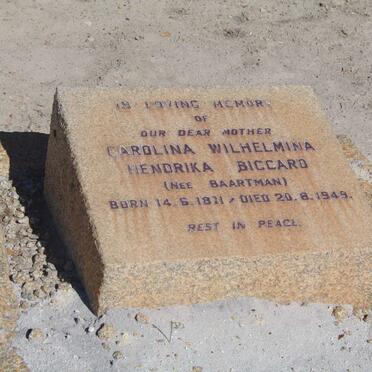 IN LOVING MEMORY
OF
OUR DEAR MOTHER
CAROLINA WILHELMINA
HENDRIKA BICCARD
(NEE BAARTMAN)
BORN 14.6.1871, DIED 20.8.1949.
REST IN PEACE.